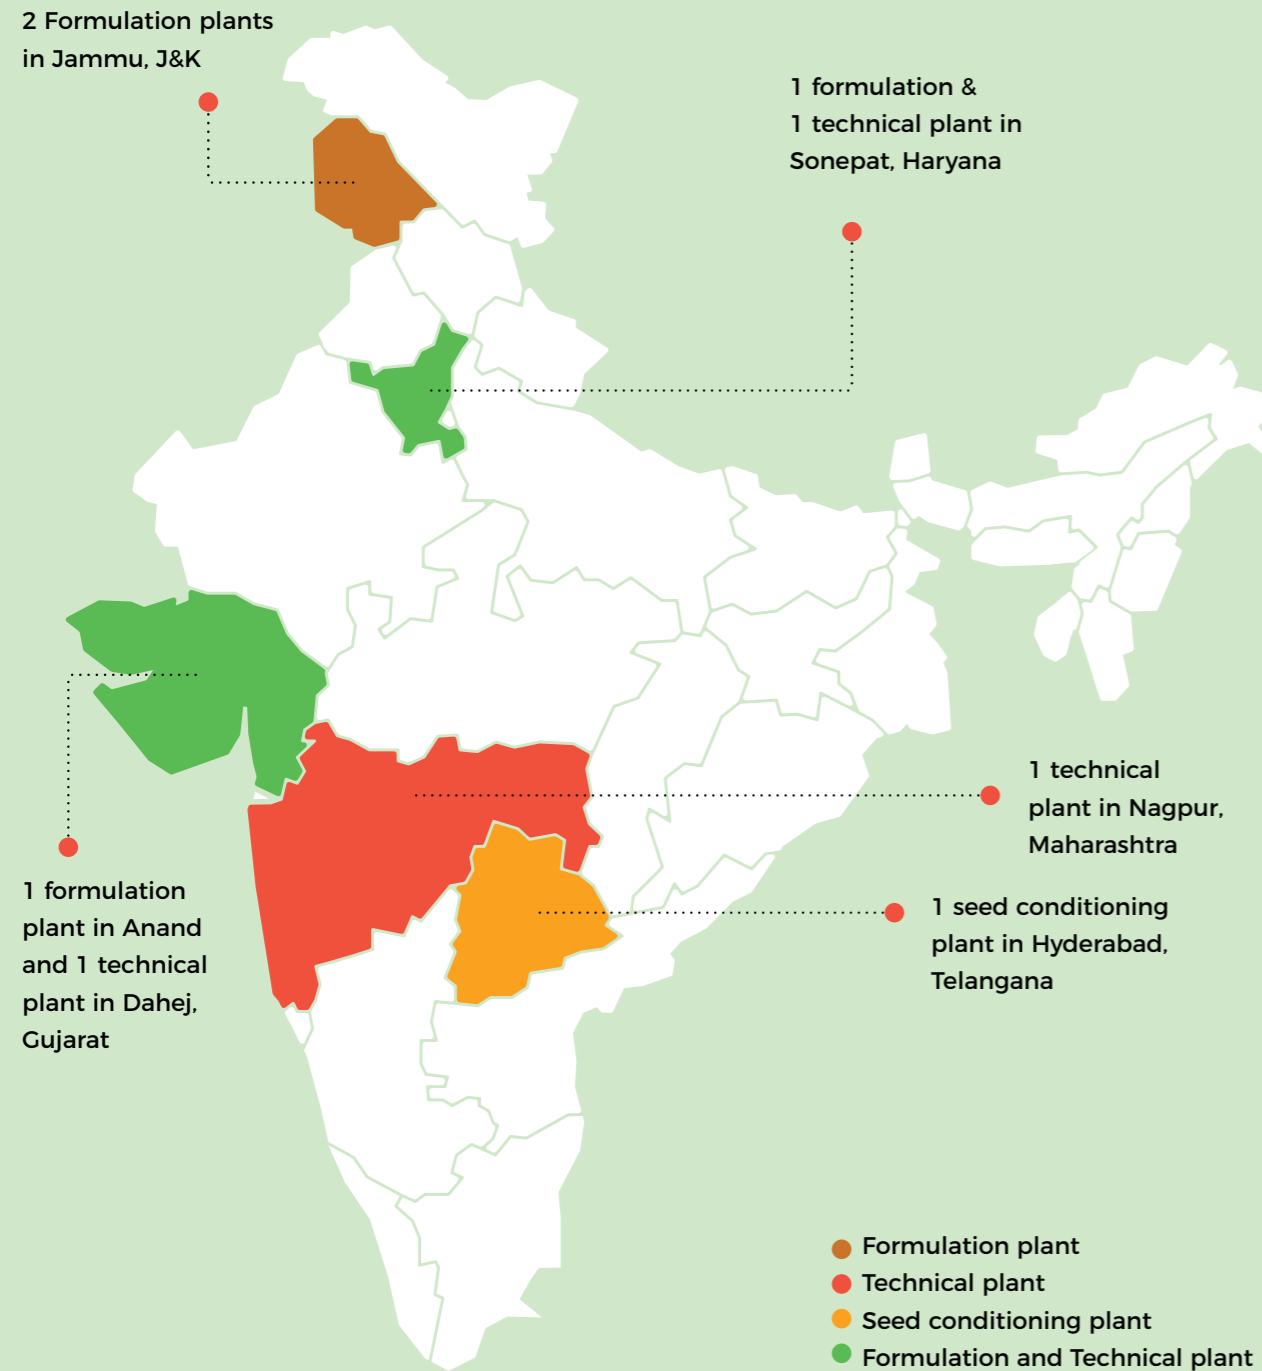 2 Formulation plants
in Jammu, J&K
1 formulation &
1 technical plant in
Sonepat, Haryana
1 technical
plant in Nagpur,
Maharashtra
1 formulation
plant in Anand
and 1 technical
plant in Dahej,
Gujarat
1 seed conditioning
plant in Hyderabad,
Telangana
Formulation plant
Technical plant
Seed conditioning plant
Formulation and Technical plant